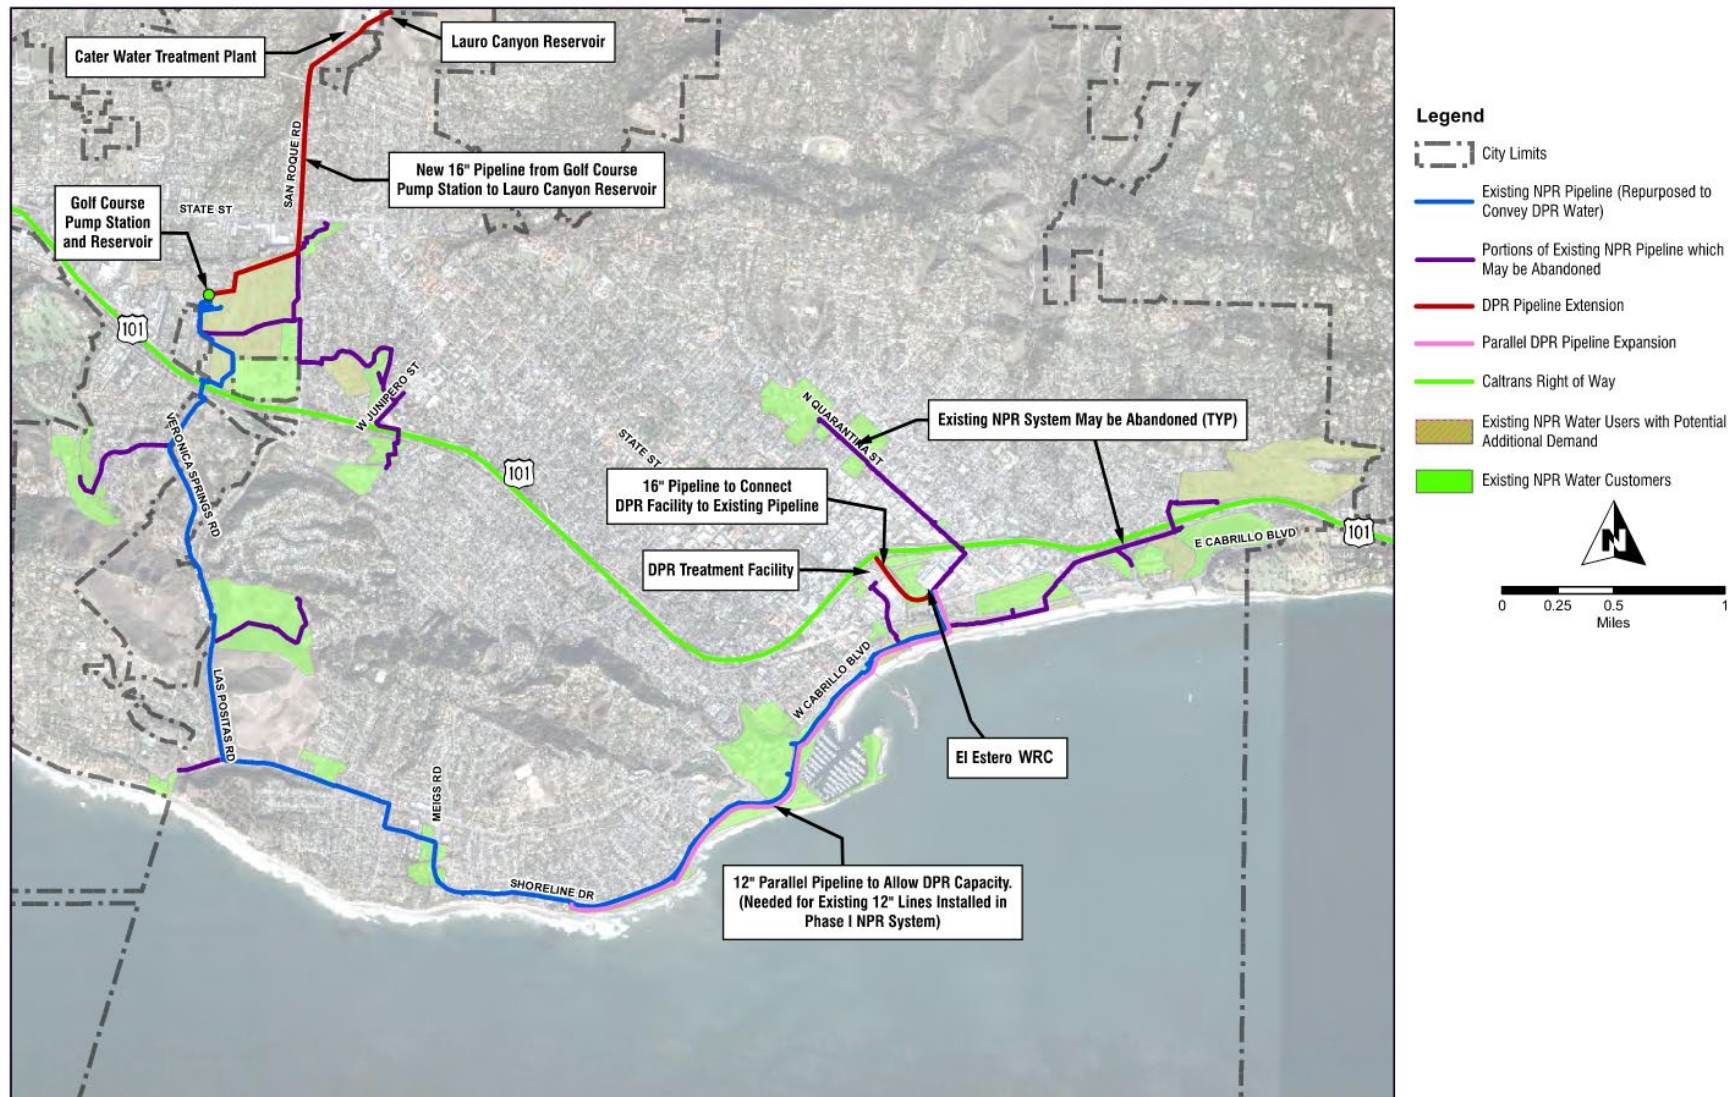 Cater Water Treatment Plant
Lauro Canyon Reservoir
SAN ROQUE RD
New 16" Pipeline from Golf Course
Pump Station to Lauro Canyon Reservoir
Golf Course
Pump Station
and Reservoir
STATE ST
101
W JUNIPERO ST
VERONICA SPRINGS RD
101
STATE ST
N QUARANTINA ST
Existing NPR System May be Abandoned (TYP)
16" Pipeline to Connect
DPR Facility to Existing Pipeline
DPR Treatment Facility
E CABRILLO BLVD
101
W CABRILLO BLVD
El Estero WRC
LAS POSITAS RD
MEIGS RD
SHORELINE DR
12" Parallel Pipeline to Allow DPR Capacity.
(Needed for Existing 12" Lines Installed in
Phase I NPR System)
Legend
City Limits
Existing NPR Pipeline (Repurposed to
Convey DPR Water)
Portions of Existing NPR Pipeline which
May be Abandoned
DPR Pipeline Extension
Parallel DPR Pipeline Expansion
Caltrans Right of Way
Existing NPR Water Users with Potential
Additional Demand
Existing NPR Water Customers
N
0 0.25 0.5 1
Miles